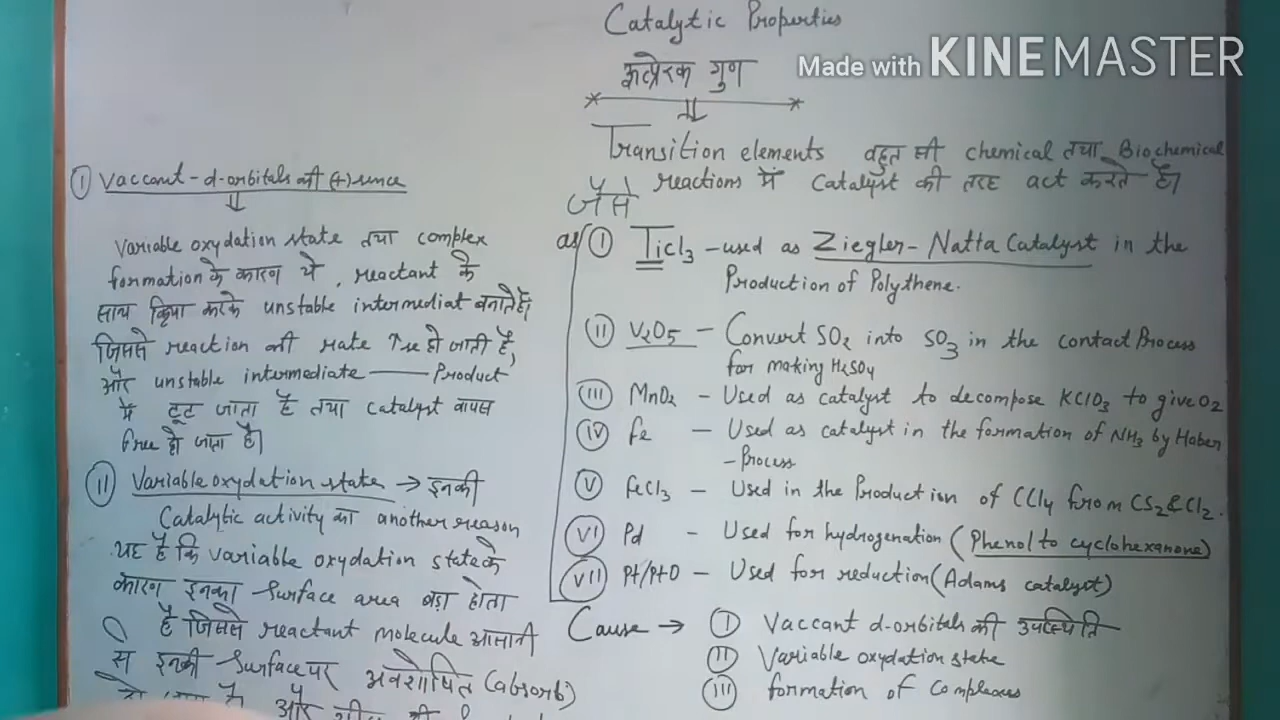 Catalytic Properties
Made with KINEMASTER
उत्प्रेरक गुण
Transition elements बहुत सी chemical तथा Biochemical
reactions में Catalyst की तरह act करते हैं।
जैसे
as
I TiCl3 – used as Ziegler-Natta Catalyst in the
Production of Polythene.
II V2O5 – Convert SO2 into SO3 in the contact Process
for making H2SO4
III MnO2 – Used as catalyst to decompose KClO3 to give O2
IV Fe – Used as catalyst in the formation of NH3 by Haber
-Process
V FeCl3 – Used in the Production of CCl4 from CS2 & Cl2.
VI Pd – Used for hydrogenation (Phenol to cyclohexanone)
VII Pt/PtO – Used for reduction (Adams catalyst)
Cause → I Vaccant d-orbitals की उपस्थिति
II Variable oxydation state
III formation of Complexes
I Vaccant-d-orbitals की (+)sence
Variable oxydation state तथा complex
formation के कारण ये, reactant के
साथ क्रिया करके unstable intermediat बनाते हैं,
जिससे reaction की rate ↑se हो जाती है,
और unstable intermediate — Product
में टूट जाता है तथा catalyst वापस
free हो जाता है।
II Variable oxydation state → इनकी
Catalytic activity का another reason
यह है कि variable oxydation state के
कारण इनका surface area बड़ा होता
है जिससे reactant molecule आसानी
से इनकी surface पर अवशोषित (absorb)
और